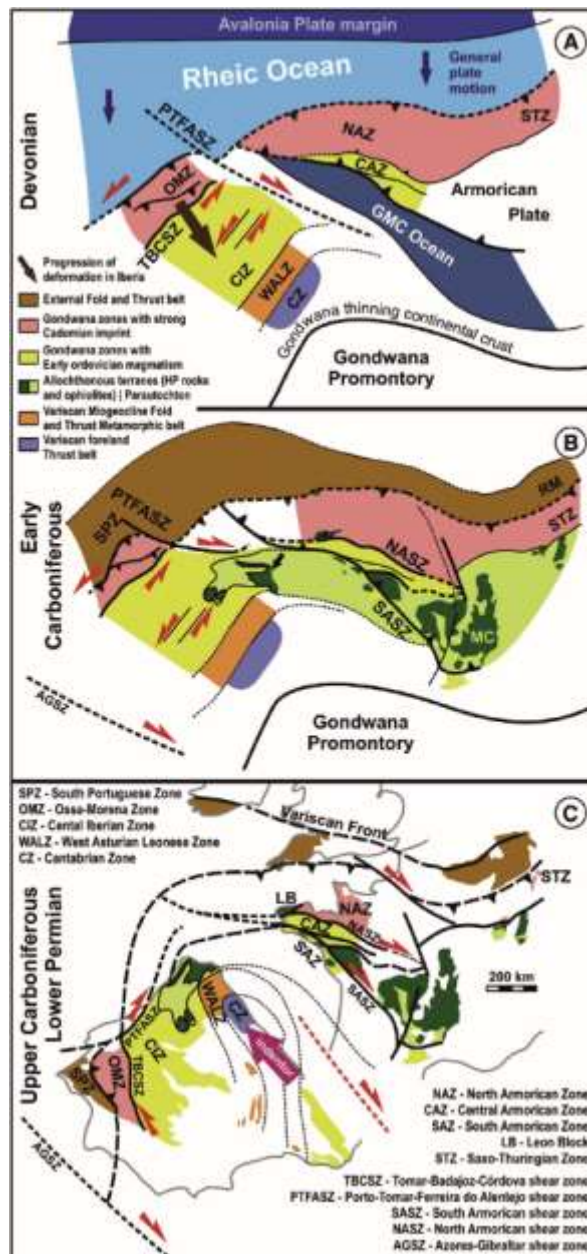 Avalonia Plate margin
A
Rheic Ocean
General
plate
motion
PTFASZ
STZ
NAZ
Devonian
OMZ
CAZ
Armorican
Plate
TBCSZ
GMC Ocean
CIZ
WALZ
CZ
Gondwana thinning continental crust
Gondwana
Promontory
Progression of
deformation in Iberia
External Fold and Thrust belt
Gondwana zones with strong
Cadomian imprint
Gondwana zones with
Early ordovician magmatism
Allochthonous terranes (HP rocks
and ophiolites) | Parautochton
Variscan Miogeocline Fold
and Thrust Metamorphic belt
Variscan foreland
Thrust belt
B
Early
Carboniferous
PTFASZ
SPZ
RM
STZ
NASZ
SASZ
MC
AGSZ
Gondwana
Promontory
C
Upper Carboniferous
Lower Permian
SPZ - South Portuguese Zone
OMZ - Ossa-Morena Zone
CIZ - Cental Iberian Zone
WALZ - West Asturian Leonese Zone
CZ - Cantabrian Zone
Variscan Front
STZ
LB
NAZ
CAZ
NASZ
SAZ
SASZ
200 km
WALZ
CZ
Indentor
PTFASZ
CIZ
TBCSZ
OMZ
SPZ
AGSZ
NAZ - North Armorican Zone
CAZ - Central Armorican Zone
SAZ - South Armorican Zone
LB - Leon Block
STZ - Saxo-Thuringian Zone
TBCSZ - Tomar-Badajoz-Córdova shear zone
PTFASZ - Porto-Tomar-Ferreira do Alentejo shear zone
SASZ - South Armorican shear zone
NASZ - North Armorican shear zone
AGSZ - Azores-Gibraltar shear zone